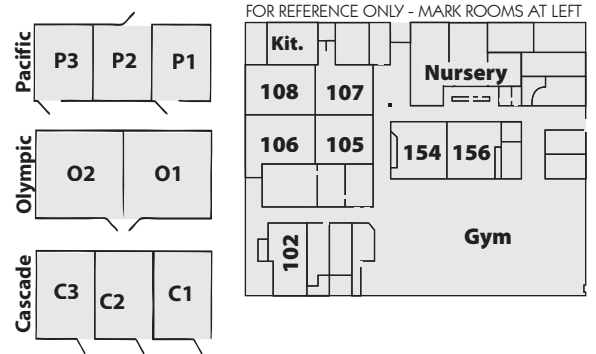 FOR REFERENCE ONLY - MARK ROOMS AT LEFT
Pacific
P3 P2 P1
Olympic
O2 O1
Cascade
C3 C2 C1
Kit.
Nursery
108 107
106 105
154 156
102
Gym